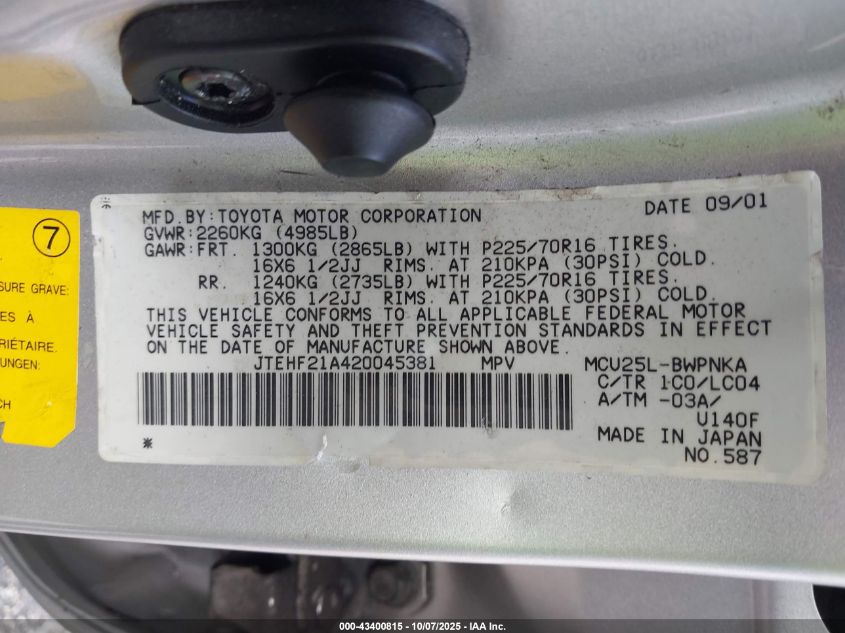 7
SURE GRAVE:
ES À
RIÉTAIRE.
UNGEN:
CH
MFD.BY:TOYOTA MOTOR CORPORATION DATE 09/01
GVWR:2260KG (4985LB)
GAWR:FRT. 1300KG (2865LB) WITH P225/70R16 TIRES.
16X6 1/2JJ RIMS. AT 210KPA (30PSI) COLD.
RR. 1240KG (2735LB) WITH P225/70R16 TIRES.
16X6 1/2JJ RIMS. AT 210KPA (30PSI) COLD.
THIS VEHICLE CONFORMS TO ALL APPLICABLE FEDERAL MOTOR
VEHICLE SAFETY AND THEFT PREVENTION STANDARDS IN EFFECT
ON THE DATE OF MANUFACTURE SHOWN ABOVE.
JTEHF21A420045381 MPV MCU25L-BWPNKA
C/TR 1C0/LC04
A/TM -03A/
U140F
MADE IN JAPAN
NO.587
000-43400815 - 10/07/2025 - IAA Inc.